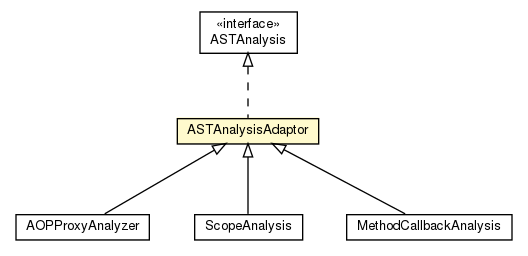 «interface»
ASTAnalysis
ASTAnalysisAdaptor
AOPProxyAnalyzer
ScopeAnalysis
MethodCallbackAnalysis